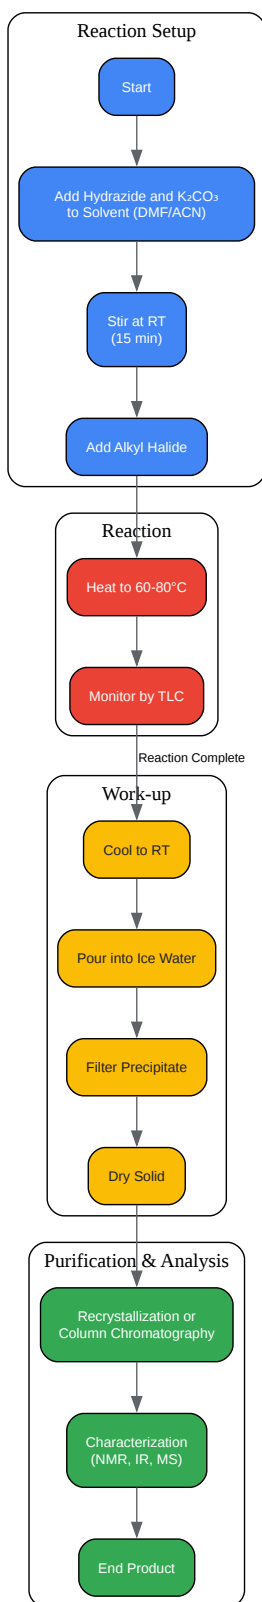 Reaction Setup
Start
Add Hydrazide and K₂CO₃
to Solvent (DMF/ACN)
Stir at RT
(15 min)
Add Alkyl Halide
Reaction
Heat to 60-80°C
Monitor by TLC
Reaction Complete
Work-up
Cool to RT
Pour into Ice Water
Filter Precipitate
Dry Solid
Purification & Analysis
Recrystallization or
Column Chromatography
Characterization
(NMR, IR, MS)
End Product